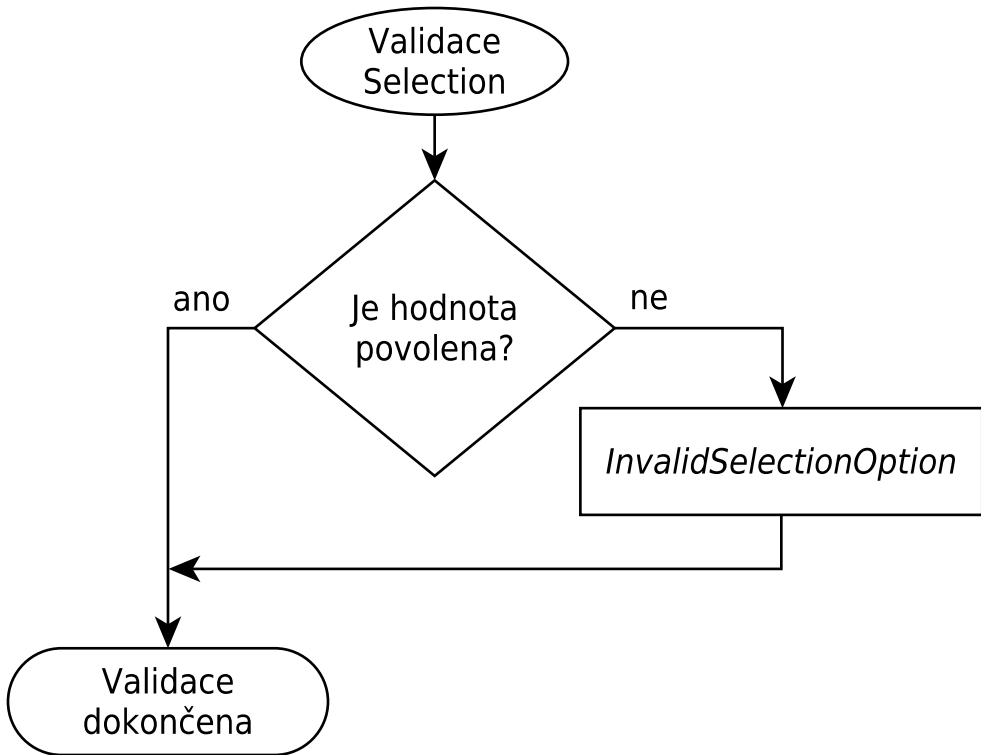 Validace
Selection
ano
ne
Je hodnota
povolena?
InvalidSelectionOption
Validace
dokončena